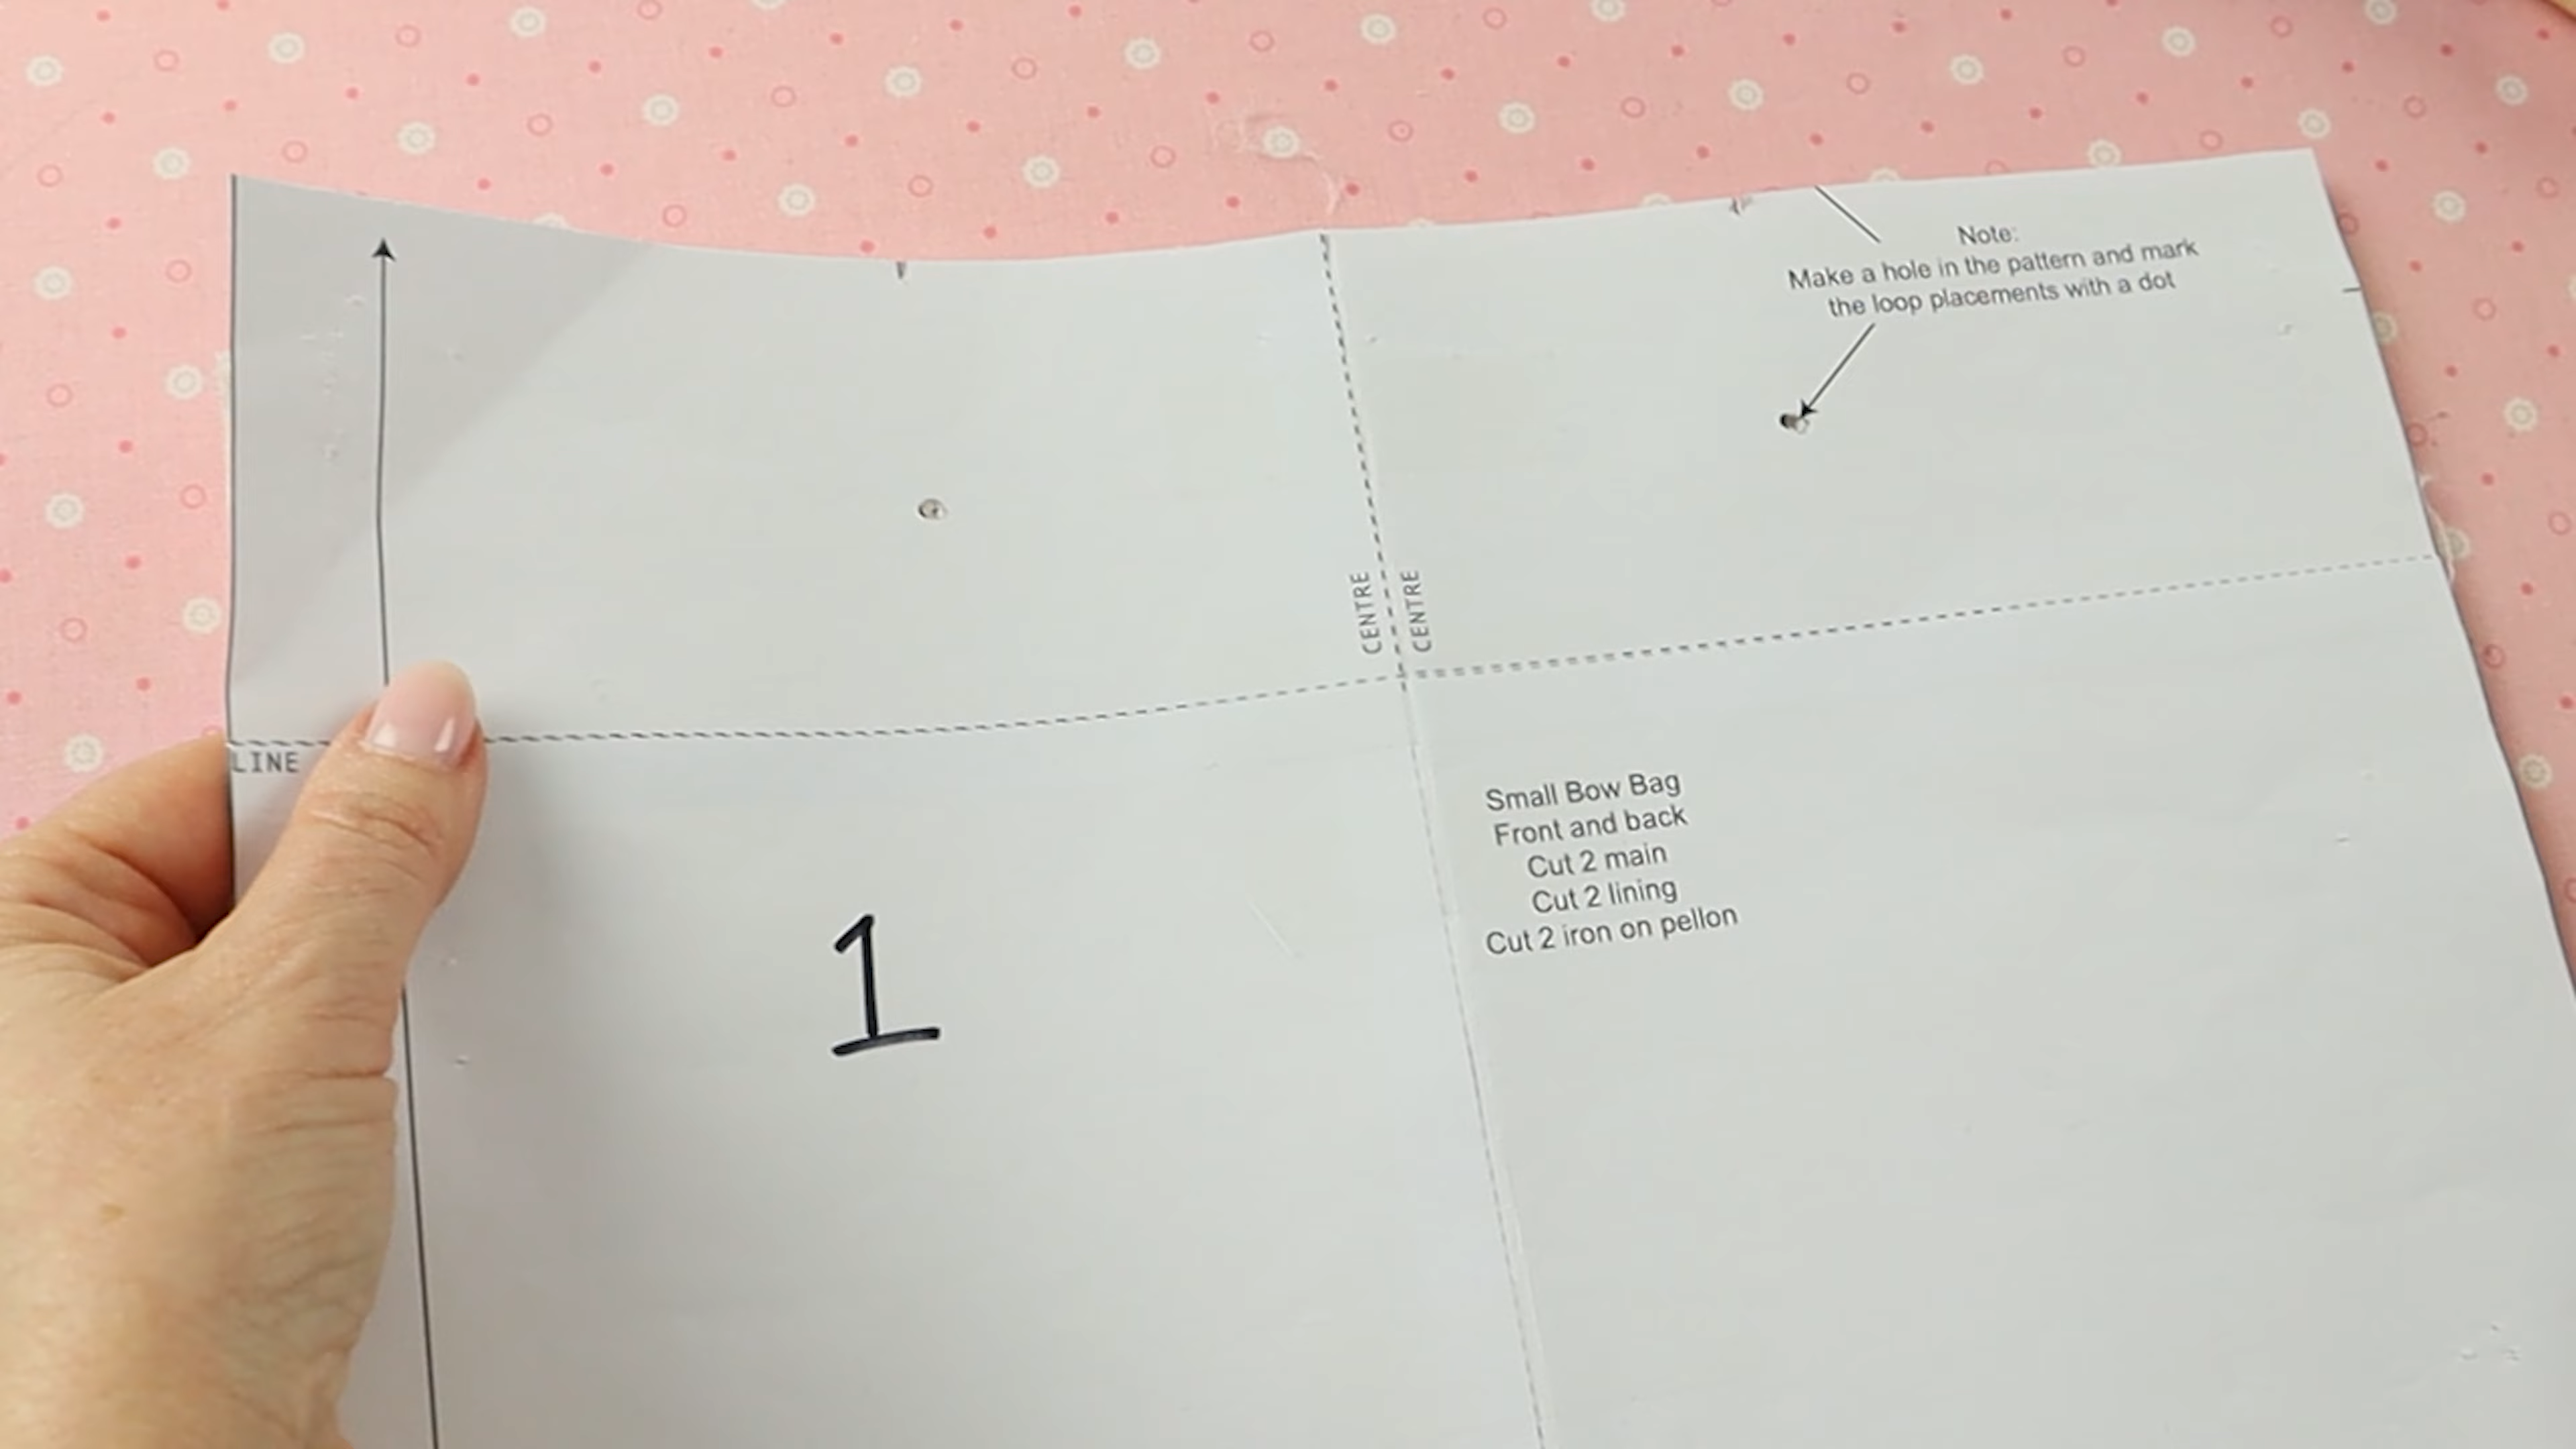 Note:
Make a hole in the pattern and mark
the loop placements with a dot
CENTRE
CENTRE
LINE
Small Bow Bag
Front and back
Cut 2 main
Cut 2 lining
Cut 2 iron on pellon
1